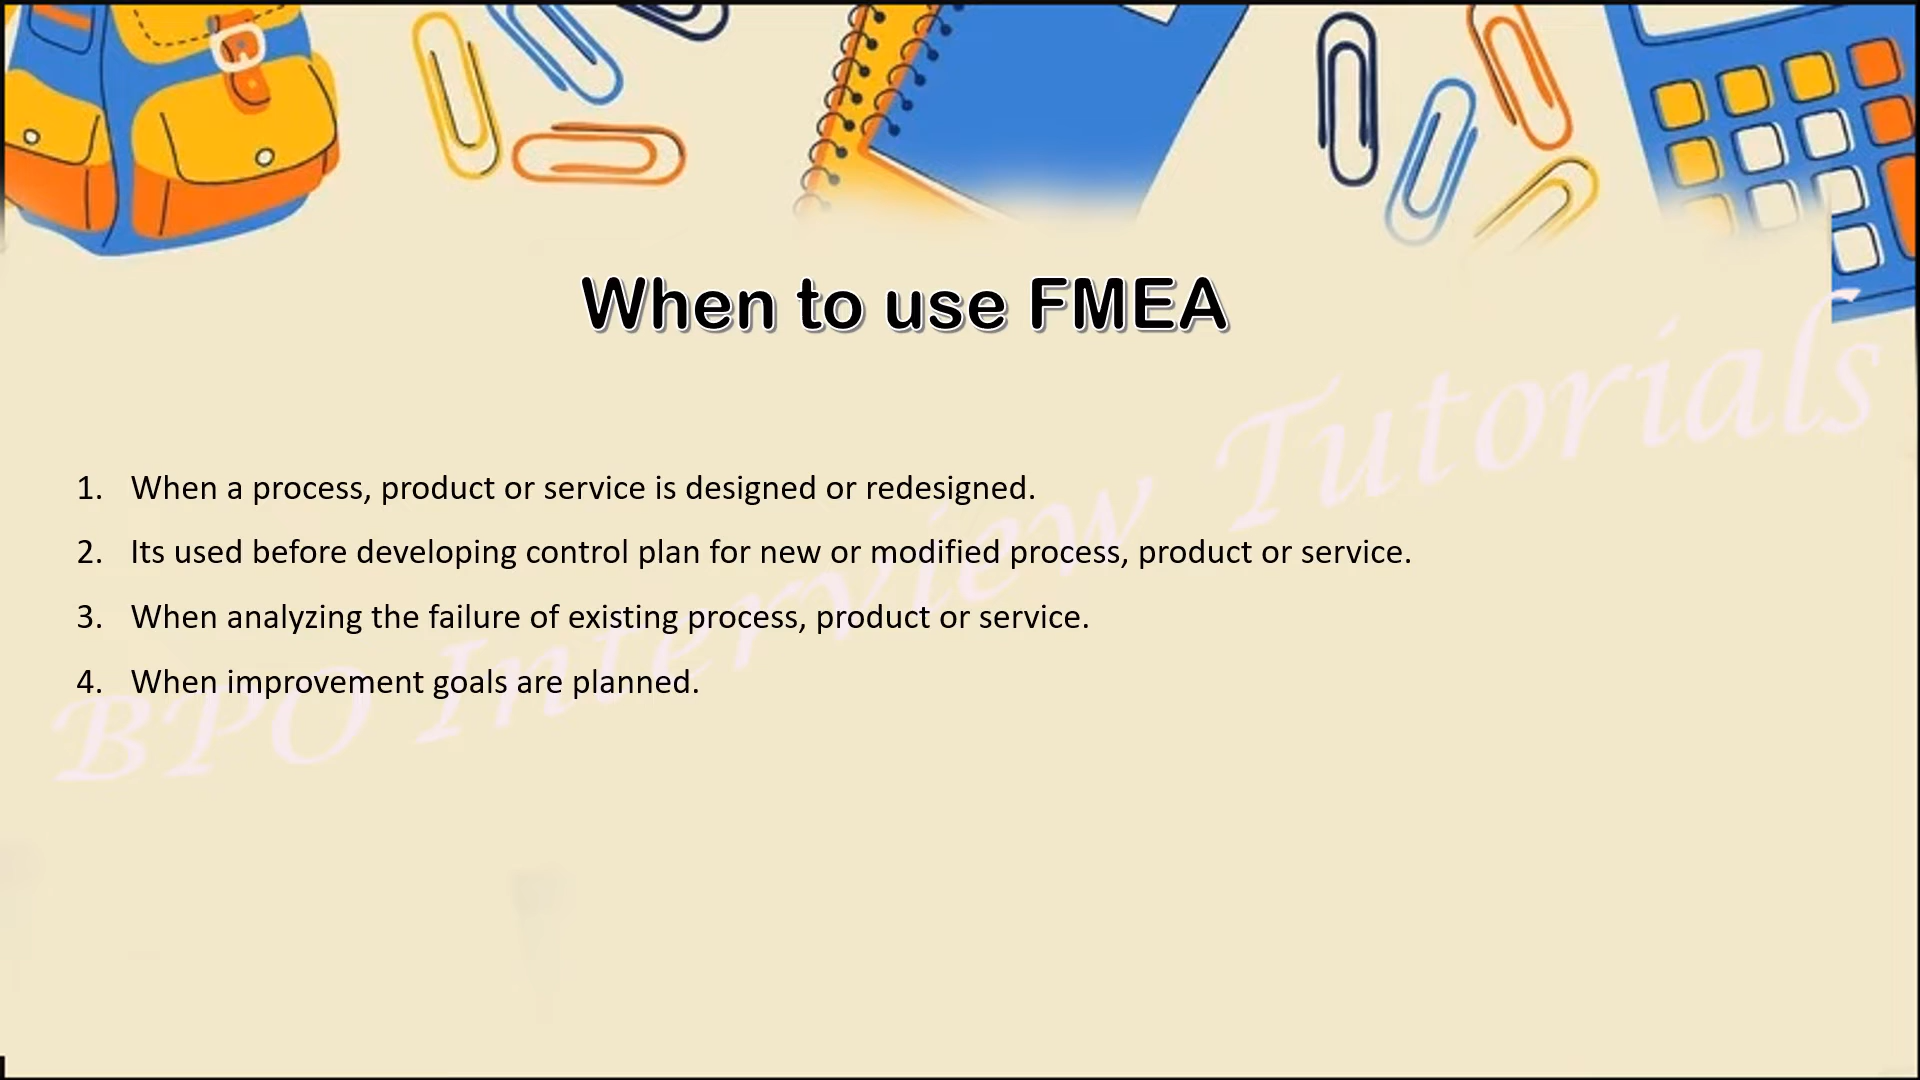 When to use FMEA
1. When a process, product or service is designed or redesigned.
2. Its used before developing control plan for new or modified process, product or service.
3. When analyzing the failure of existing process, product or service.
4. When improvement goals are planned.
BPO Interview Tutorials